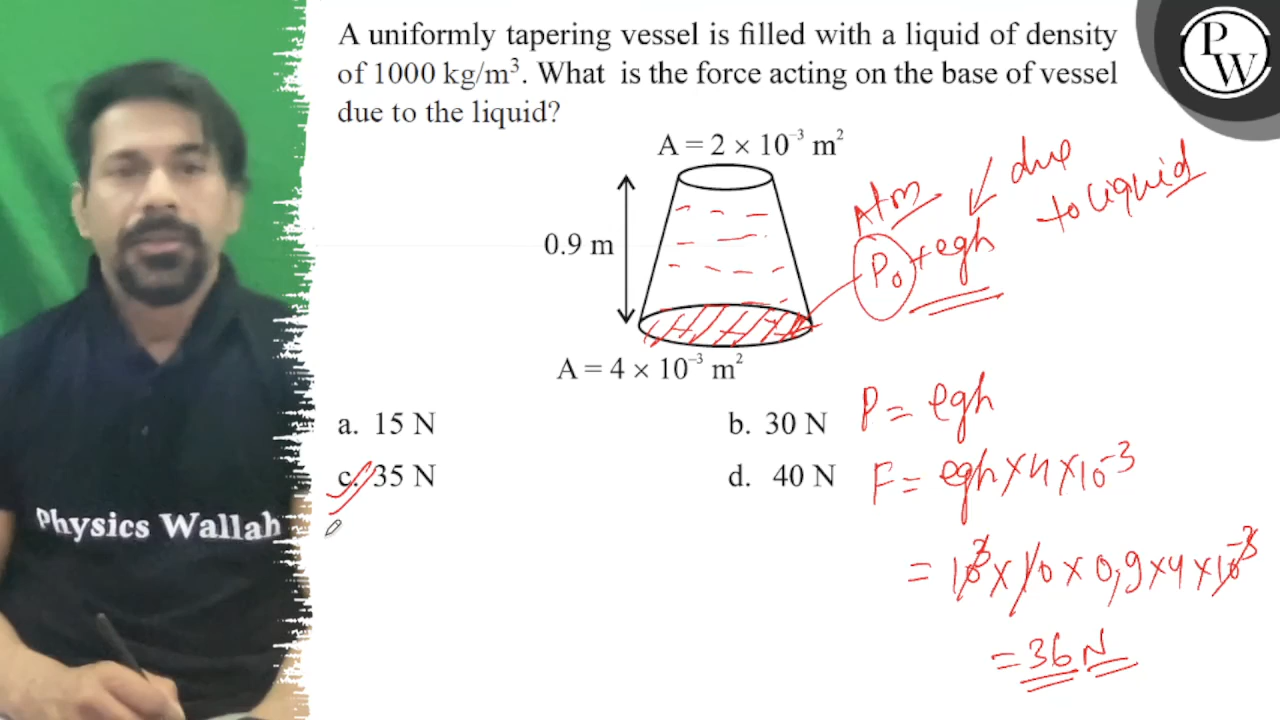 A uniformly tapering vessel is filled with a liquid of density
of 1000 kg/m³. What is the force acting on the base of vessel
due to the liquid?
P
W
A = 2 × 10⁻³ m²
0.9 m
A = 4 × 10⁻³ m²
Atm
due
to liquid
P₀ + ρgh
a. 15 N
b. 30 N
c. 35 N
d. 40 N
P = ρgh
F = ρgh × 4 × 10⁻³
= 10³ × 10 × 0.9 × 4 × 10⁻³
= 36 N
Physics Wallah